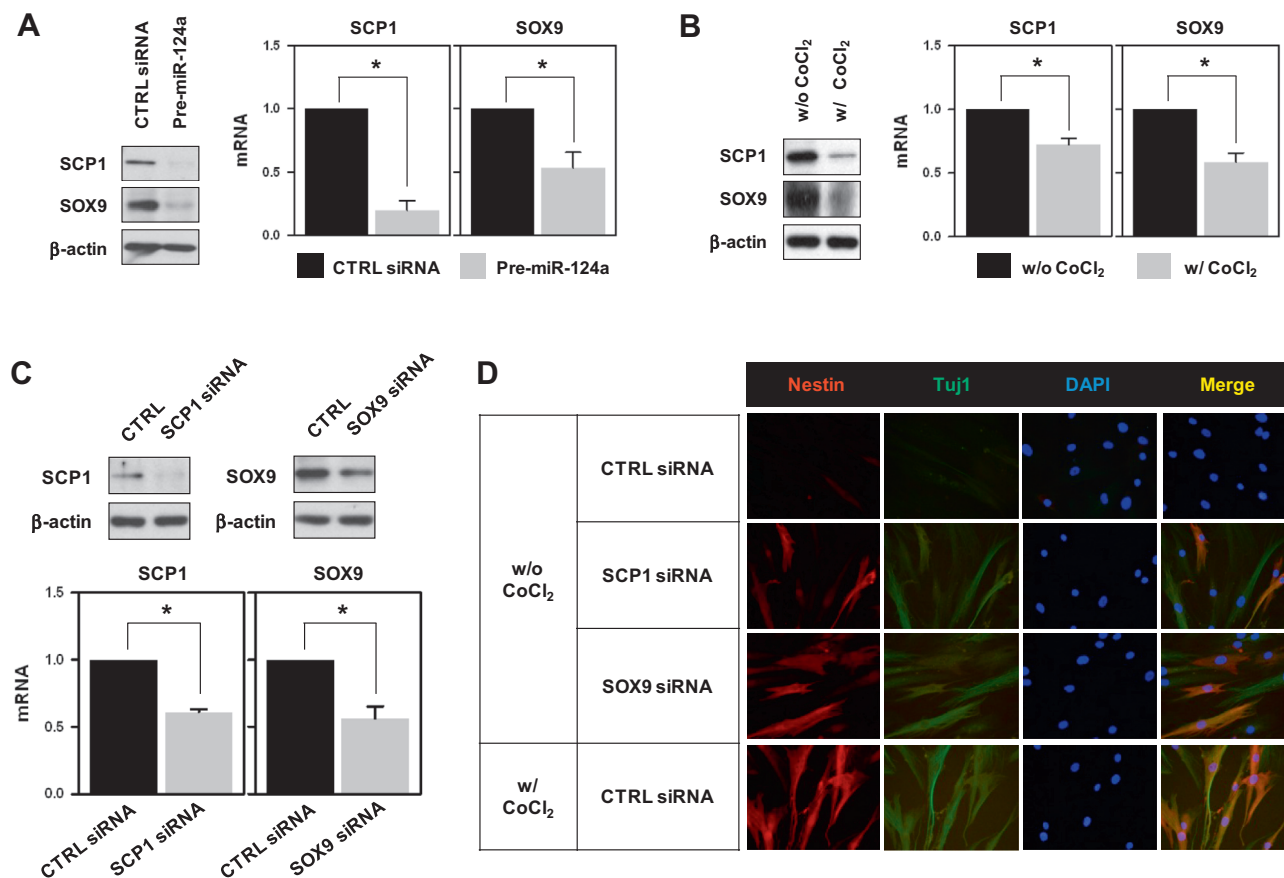 A
CTRL siRNA
Pre-miR-124a
SCP1
SOX9
β-actin
SCP1
SOX9
mRNA
1.5
1.0
0.5
0.0
*
*
CTRL siRNA
Pre-miR-124a
B
w/o CoCl₂
w/ CoCl₂
SCP1
SOX9
β-actin
SCP1
SOX9
mRNA
1.5
1.0
0.5
0.0
*
*
w/o CoCl₂
w/ CoCl₂
C
CTRL
SCP1 siRNA
SCP1
β-actin
CTRL
SOX9 siRNA
SOX9
β-actin
SCP1
SOX9
mRNA
1.5
1.0
0.5
0.0
*
*
CTRL siRNA
SCP1 siRNA
CTRL siRNA
SOX9 siRNA
D
Nestin
Tuj1
DAPI
Merge
w/o
CoCl₂
CTRL siRNA
SCP1 siRNA
SOX9 siRNA
w/
CoCl₂
CTRL siRNA